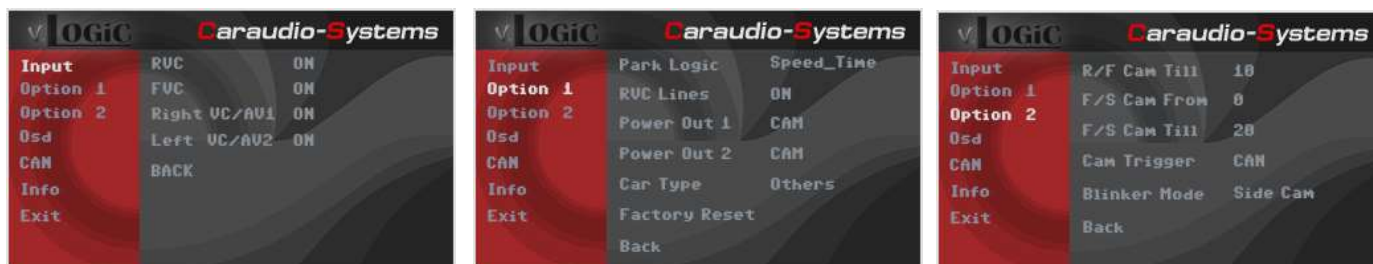 v.LOGiC Caraudio-Systems
Input RVC ON
Option 1 FVC ON
Option 2 Right VC/AV1 ON
Osd Left VC/AV2 ON
CAN BACK
Info
Exit
v.LOGiC Caraudio-Systems
Input Park Logic Speed_Time
Option 1 RVC Lines ON
Option 2 Power Out 1 CAM
Osd Power Out 2 CAM
CAN Car Type Others
Info Factory Reset
Exit Back
v.LOGiC Caraudio-Systems
Input R/F Cam Till 10
Option 1 F/S Cam From 0
Option 2 F/S Cam Till 20
Osd Cam Trigger CAN
CAN Blinker Mode Side Cam
Info Back
Exit